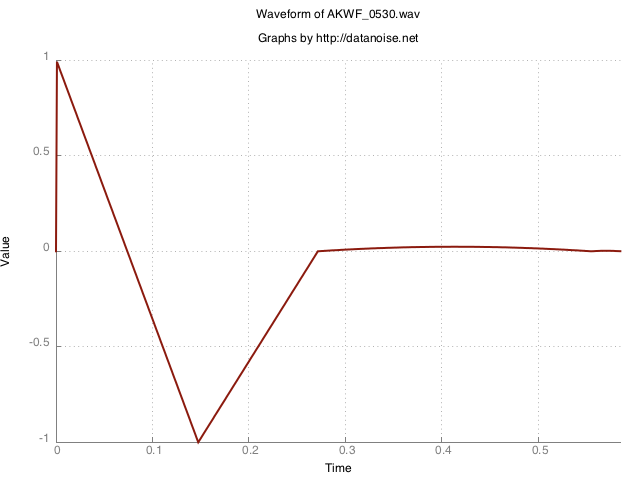 Waveform of AKWF_0530.wav
Graphs by http://datanoise.net
1
0.5
0
-0.5
-1
Value
0 0.1 0.2 0.3 0.4 0.5
Time